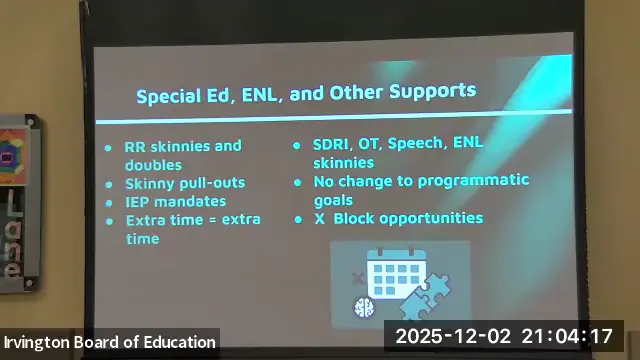 Special Ed, ENL, and Other Supports
• RR skinnies and
doubles
• Skinny pull-outs
• IEP mandates
• Extra time = extra
time
• SDRI, OT, Speech, ENL
skinnies
• No change to programmatic
goals
• X Block opportunities
Irvington Board of Education
2025-12-02 21:04:17